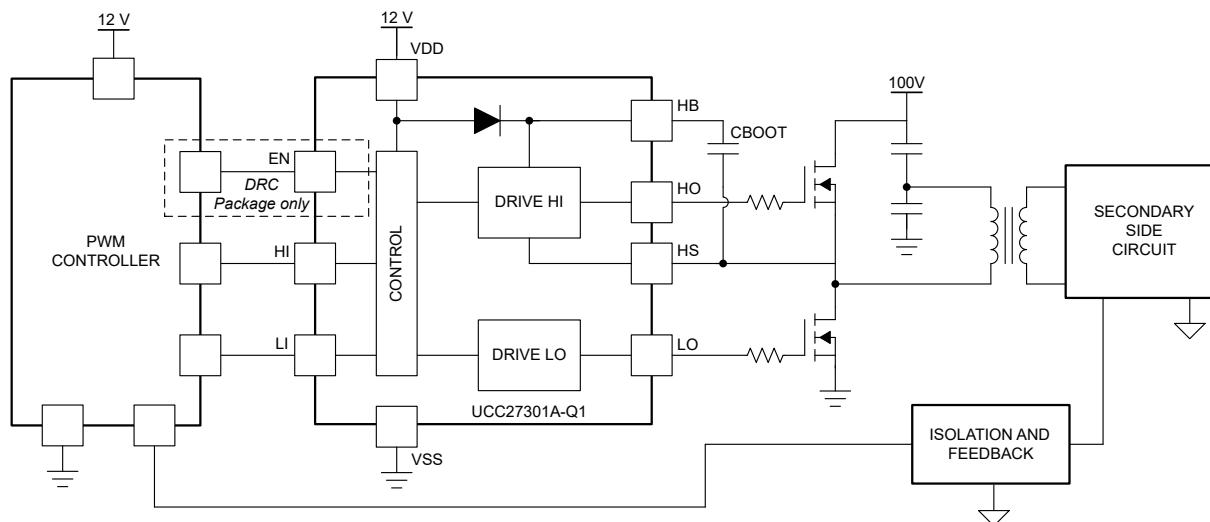 12 V
12 V
VDD
100V
HB
CBOOT
EN
DRC
Package only
HO
DRIVE HI
SECONDARY
SIDE
CIRCUIT
PWM
CONTROLLER
HI
CONTROL
HS
LI
DRIVE LO
LO
UCC27301A-Q1
ISOLATION AND
FEEDBACK
VSS